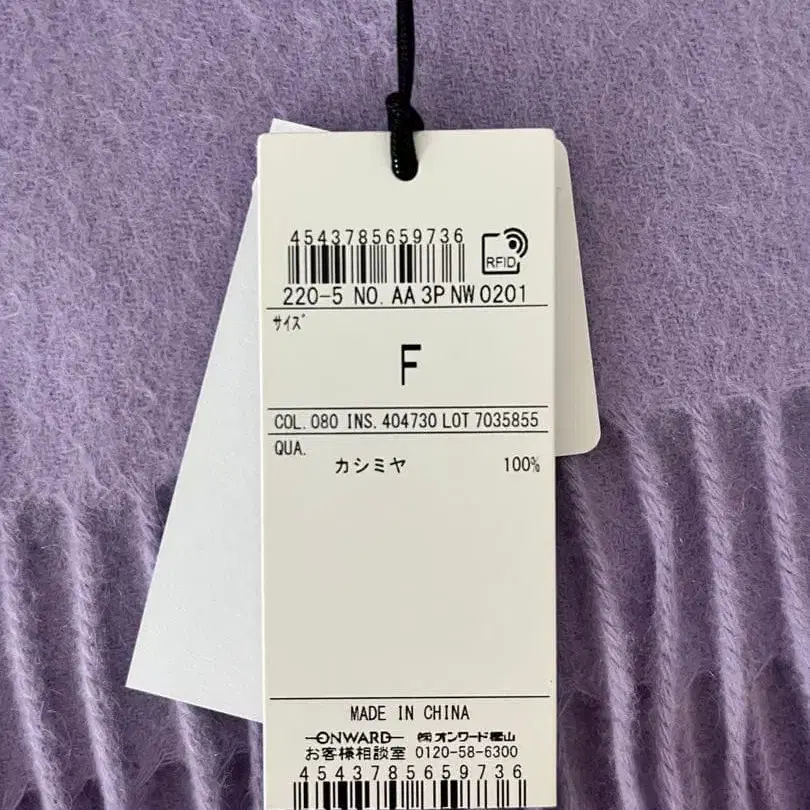 4543785659736
RFID
220-5 NO. AA 3P NW 0201
サイズ
F
COL. 080 INS. 404730 LOT 7035855
QUA.
カシミヤ 100%
MADE IN CHINA
ONWARD ㈱オンワード樫山
お客様相談室 0120-58-6300
4543785659736